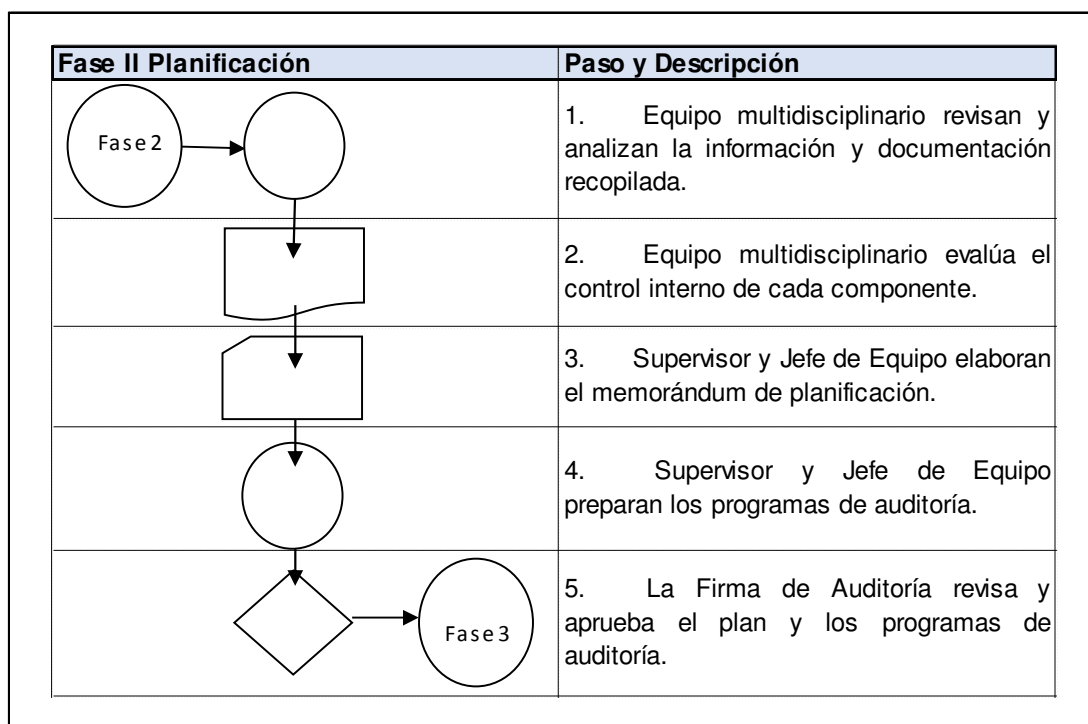 Fase II Planificación
Paso y Descripción
Fase 2
1. Equipo multidisciplinario revisan y
analizan la información y documentación
recopilada.
2. Equipo multidisciplinario evalúa el
control interno de cada componente.
3. Supervisor y Jefe de Equipo elaboran
el memorándum de planificación.
4. Supervisor y Jefe de Equipo
preparan los programas de auditoría.
5. La Firma de Auditoría revisa y
aprueba el plan y los programas de
auditoría.
Fase 3